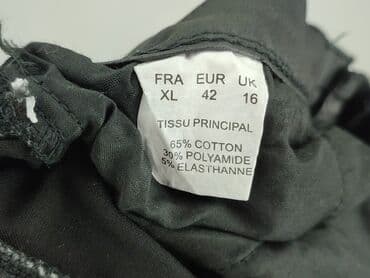 FRA EUR UK
XL 42 16
TISSU PRINCIPAL
65% COTTON
30% POLYAMIDE
5% ELASTHANNE